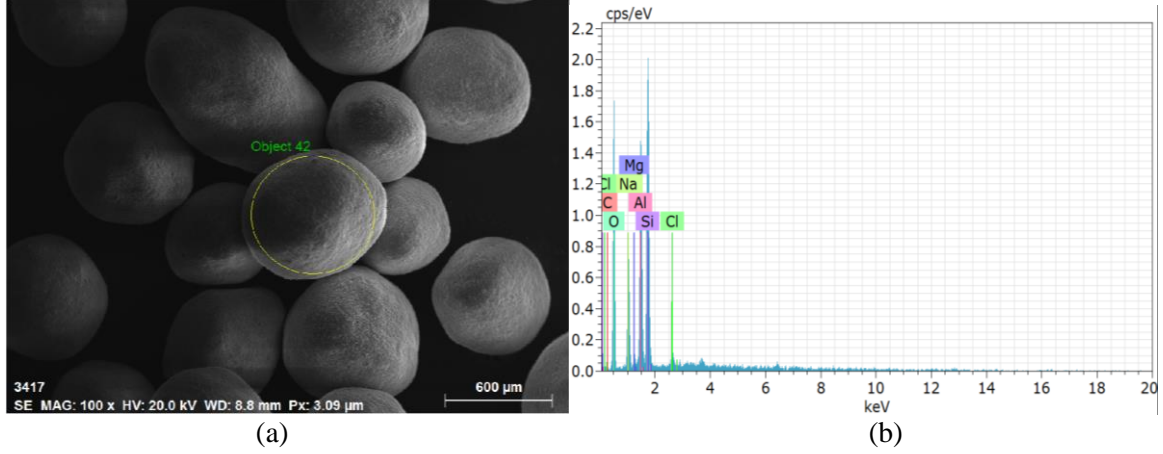 Object 42
3417
SE MAG: 100 x HV: 20.0 kV WD: 8.8 mm Px: 3.09 µm
600 µm
(a)
cps/eV
2.2
2.0
1.8
1.6
1.4
1.2
1.0
0.8
0.6
0.4
0.2
0.0
Mg
Cl Na
C Al
O Si Cl
2 4 6 8 10 12 14 16 18 20
keV
(b)